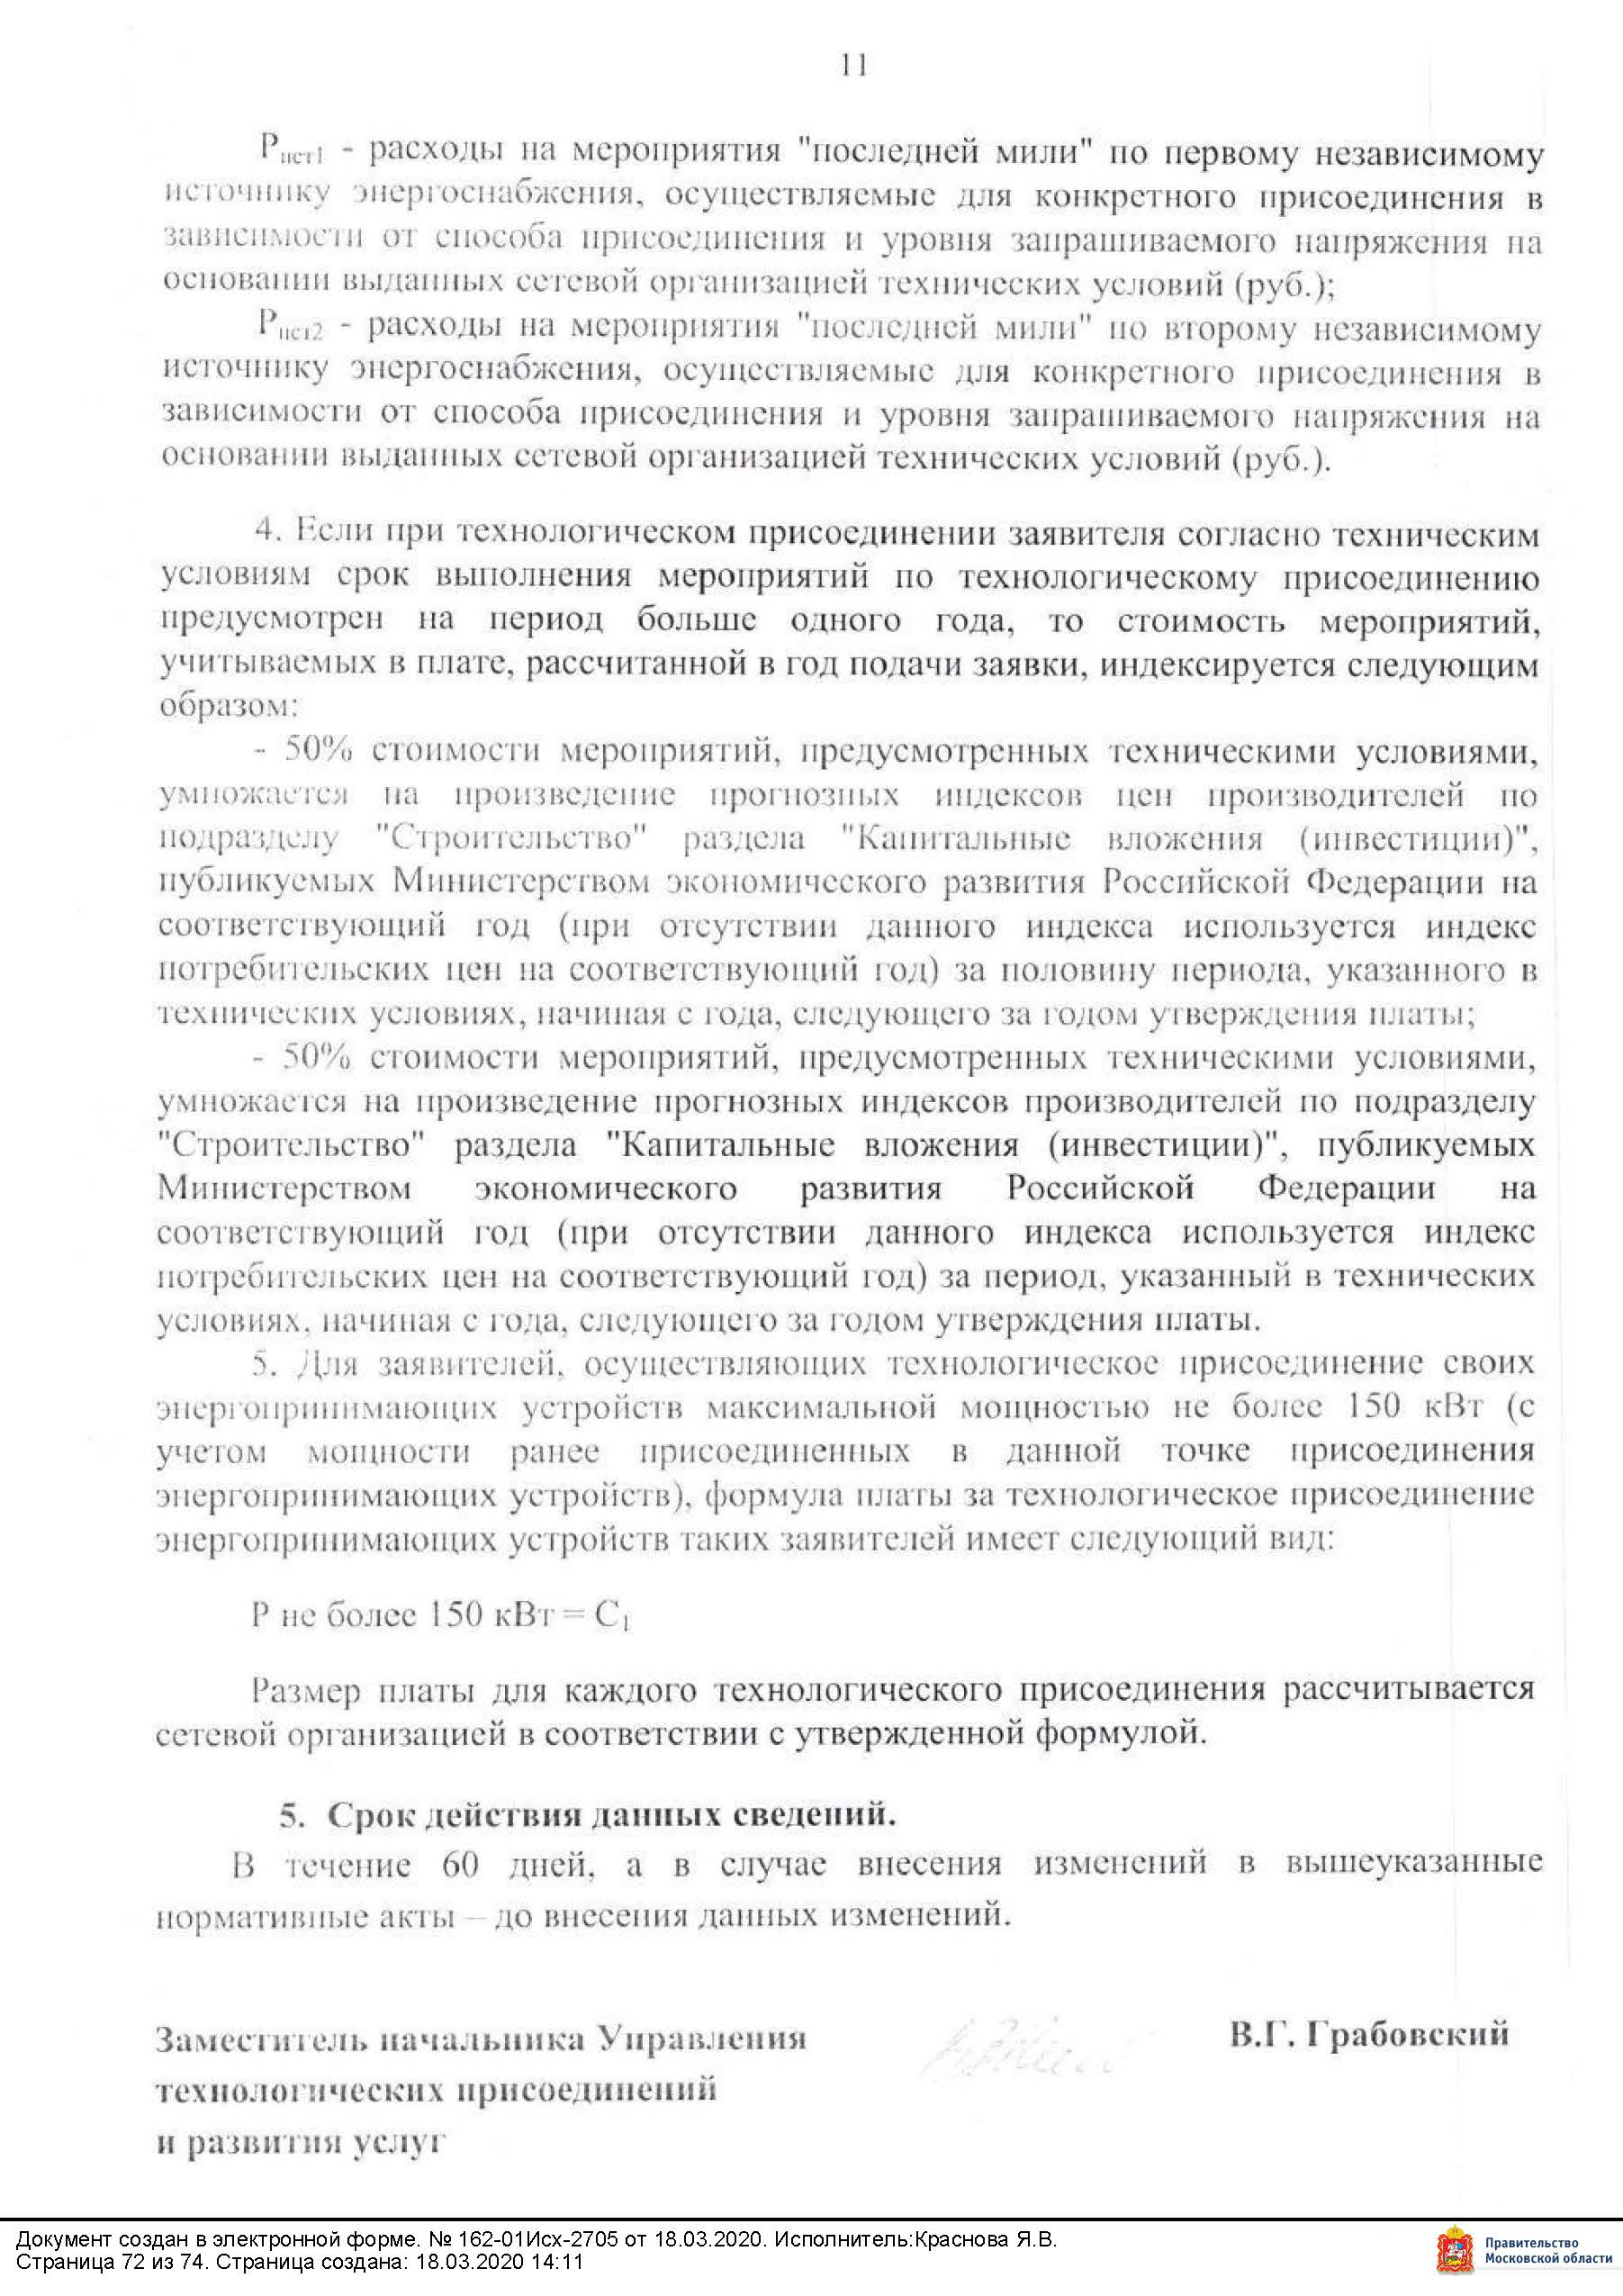 11
Рист1 - расходы на мероприятия "последней мили" по первому независимому
источнику энергоснабжения, осуществляемые для конкретного присоединения в
зависимости от способа присоединения и уровня запрашиваемого напряжения на
основании выданных сетевой организацией технических условий (руб.);
Рист2 - расходы на мероприятия "последней мили" по второму независимому
источнику энергоснабжения, осуществляемые для конкретного присоединения в
зависимости от способа присоединения и уровня запрашиваемого напряжения на
основании выданных сетевой организацией технических условий (руб.).
4. Если при технологическом присоединении заявителя согласно техническим
условиям срок выполнения мероприятий по технологическому присоединению
предусмотрен на период больше одного года, то стоимость мероприятий,
учитываемых в плате, рассчитанной в год подачи заявки, индексируется следующим
образом:
- 50% стоимости мероприятий, предусмотренных техническими условиями,
умножается на произведение прогнозных индексов цен производителей по
подразделу "Строительство" раздела "Капитальные вложения (инвестиции)",
публикуемых Министерством экономического развития Российской Федерации на
соответствующий год (при отсутствии данного индекса используется индекс
потребительских цен на соответствующий год) за половину периода, указанного в
технических условиях, начиная с года, следующего за годом утверждения платы;
- 50% стоимости мероприятий, предусмотренных техническими условиями,
умножается на произведение прогнозных индексов производителей по подразделу
"Строительство" раздела "Капитальные вложения (инвестиции)", публикуемых
Министерством экономического развития Российской Федерации на
соответствующий год (при отсутствии данного индекса используется индекс
потребительских цен на соответствующий год) за период, указанный в технических
условиях, начиная с года, следующего за годом утверждения платы.
5. Для заявителей, осуществляющих технологическое присоединение своих
энергопринимающих устройств максимальной мощностью не более 150 кВт (с
учетом мощности ранее присоединенных в данной точке присоединения
энергопринимающих устройств), формула платы за технологическое присоединение
энергопринимающих устройств таких заявителей имеет следующий вид:
Р не более 150 кВт = С1
Размер платы для каждого технологического присоединения рассчитывается
сетевой организацией в соответствии с утвержденной формулой.
5. Срок действия данных сведений.
В течение 60 дней, а в случае внесения изменений в вышеуказанные
нормативные акты – до внесения данных изменений.
Заместитель начальника Управления В.Г. Грабовский
технологических присоединений
и развития услуг
Документ создан в электронной форме. № 162-01Исх-2705 от 18.03.2020. Исполнитель:Краснова Я.В.
Страница 72 из 74. Страница создана: 18.03.2020 14:11
Правительство
Московской области